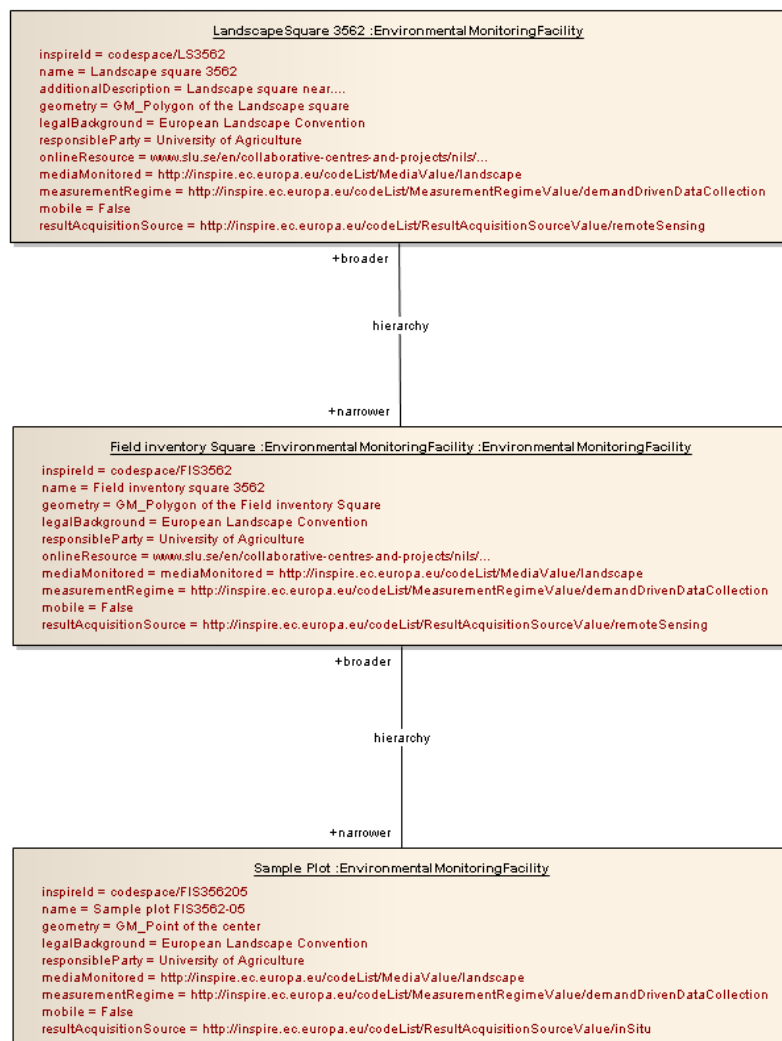 LandscapeSquare 3562 :EnvironmentalMonitoringFacility
inspireId = codespace/LS3562
name = Landscape square 3562
additionalDescription = Landscape square near....
geometry = GM_Polygon of the Landscape square
legalBackground = European Landscape Convention
responsibleParty = University of Agriculture
onlineResource = www.slu.se/en/collaborative-centres-and-projects/nils/...
mediaMonitored = http://inspire.ec.europa.eu/codeList/MediaValue/landscape
measurementRegime = http://inspire.ec.europa.eu/codeList/MeasurementRegimeValue/demandDrivenDataCollection
mobile = False
resultAcquisitionSource = http://inspire.ec.europa.eu/codeList/ResultAcquisitionSourceValue/remoteSensing
+broader
hierarchy
+narrower
Field inventory Square :EnvironmentalMonitoringFacility :EnvironmentalMonitoringFacility
inspireId = codespace/FIS3562
name = Field inventory square 3562
geometry = GM_Polygon of the Field inventory Square
legalBackground = European Landscape Convention
responsibleParty = University of Agriculture
onlineResource = www.slu.se/en/collaborative-centres-and-projects/nils/...
mediaMonitored = mediaMonitored = http://inspire.ec.europa.eu/codeList/MediaValue/landscape
measurementRegime = http://inspire.ec.europa.eu/codeList/MeasurementRegimeValue/demandDrivenDataCollection
mobile = False
resultAcquisitionSource = http://inspire.ec.europa.eu/codeList/ResultAcquisitionSourceValue/remoteSensing
+broader
hierarchy
+narrower
Sample Plot :EnvironmentalMonitoringFacility
inspireId = codespace/FIS356205
name = Sample plot FIS3562-05
geometry = GM_Point of the center
legalBackground = European Landscape Convention
responsibleParty = University of Agriculture
mediaMonitored = http://inspire.ec.europa.eu/codeList/MediaValue/landscape
measurementRegime = http://inspire.ec.europa.eu/codeList/MeasurementRegimeValue/demandDrivenDataCollection
mobile = False
resultAcquisitionSource = http://inspire.ec.europa.eu/codeList/ResultAcquisitionSourceValue/inSitu